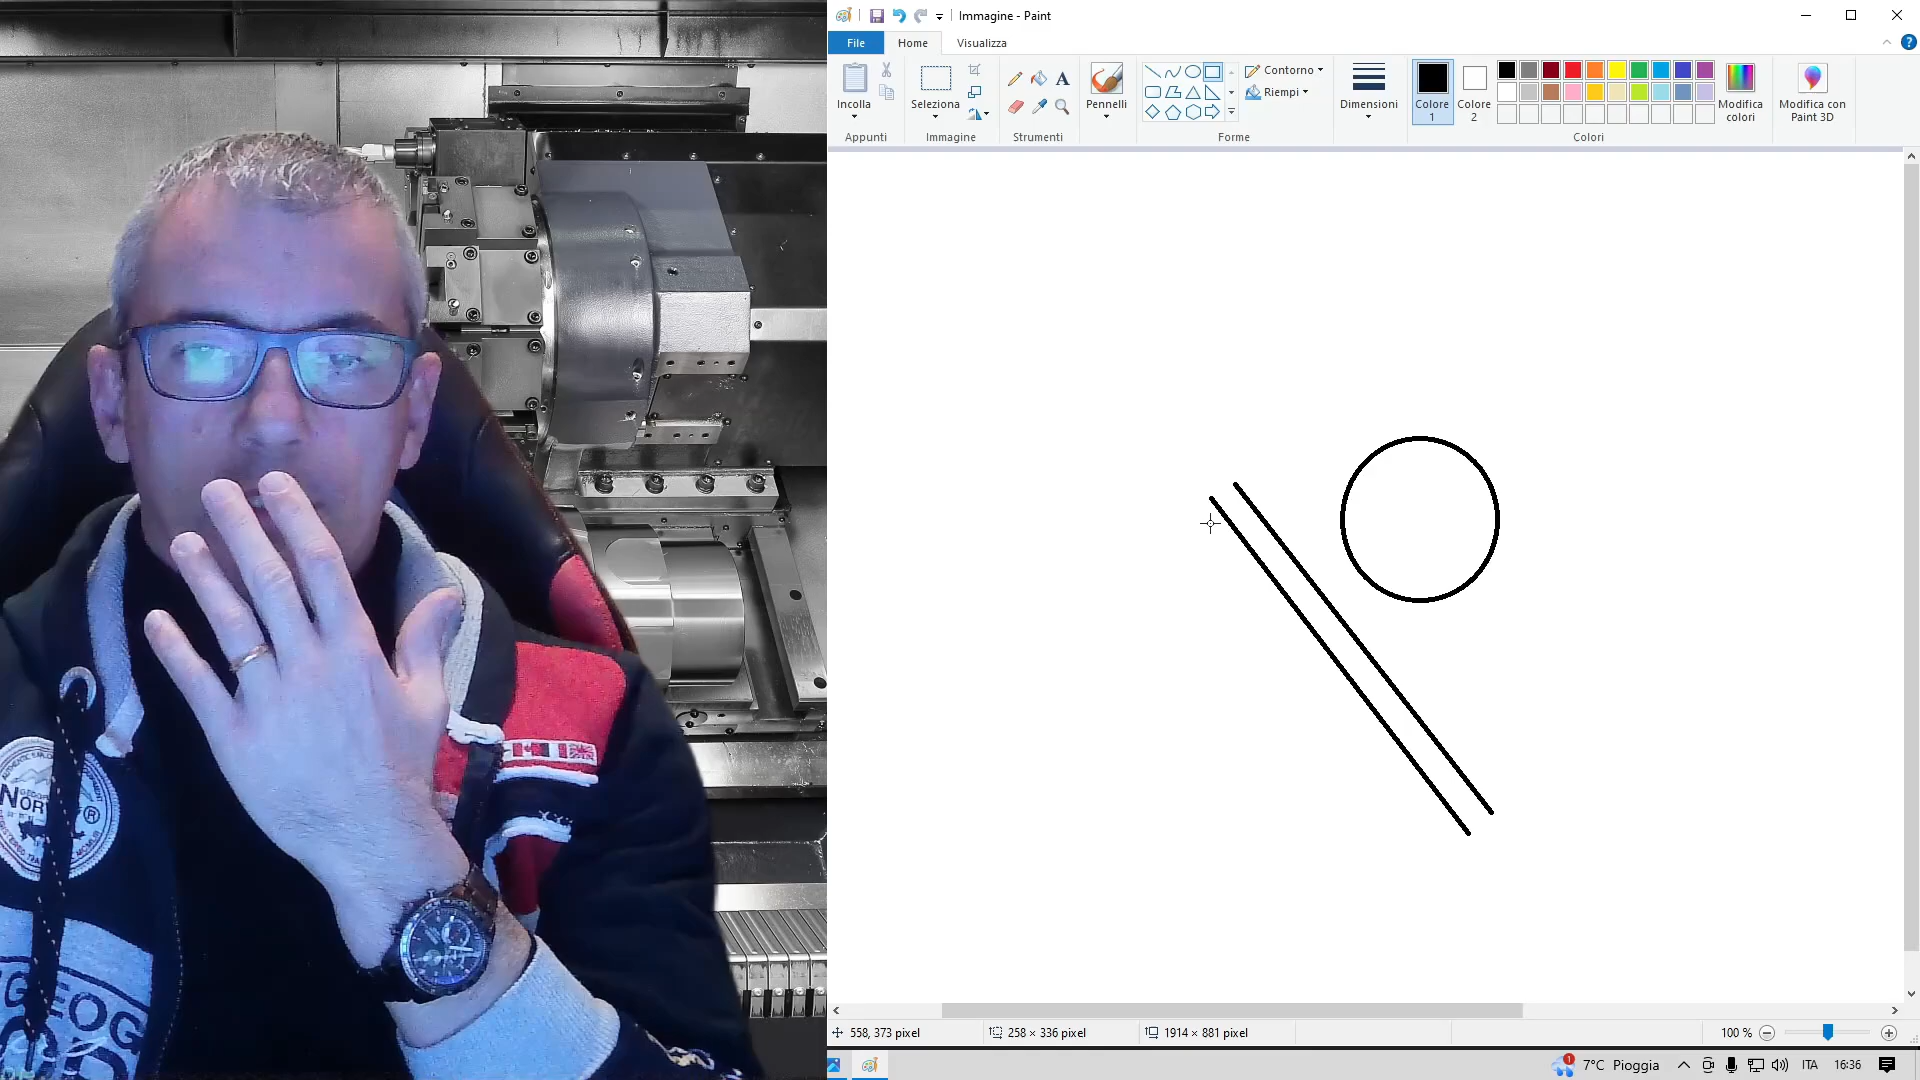 Immagine - Paint
File
Home
Visualizza
Incolla
Seleziona
Pennelli
Contorno
Riempi
Dimensioni
Colore
1
Colore
2
Modifica
colori
Modifica con
Paint 3D
Appunti
Immagine
Strumenti
Forme
Colori
558, 373 pixel
258 × 336 pixel
1914 × 881 pixel
100 %
7°C Pioggia
ITA
16:36
NOR
GEOG